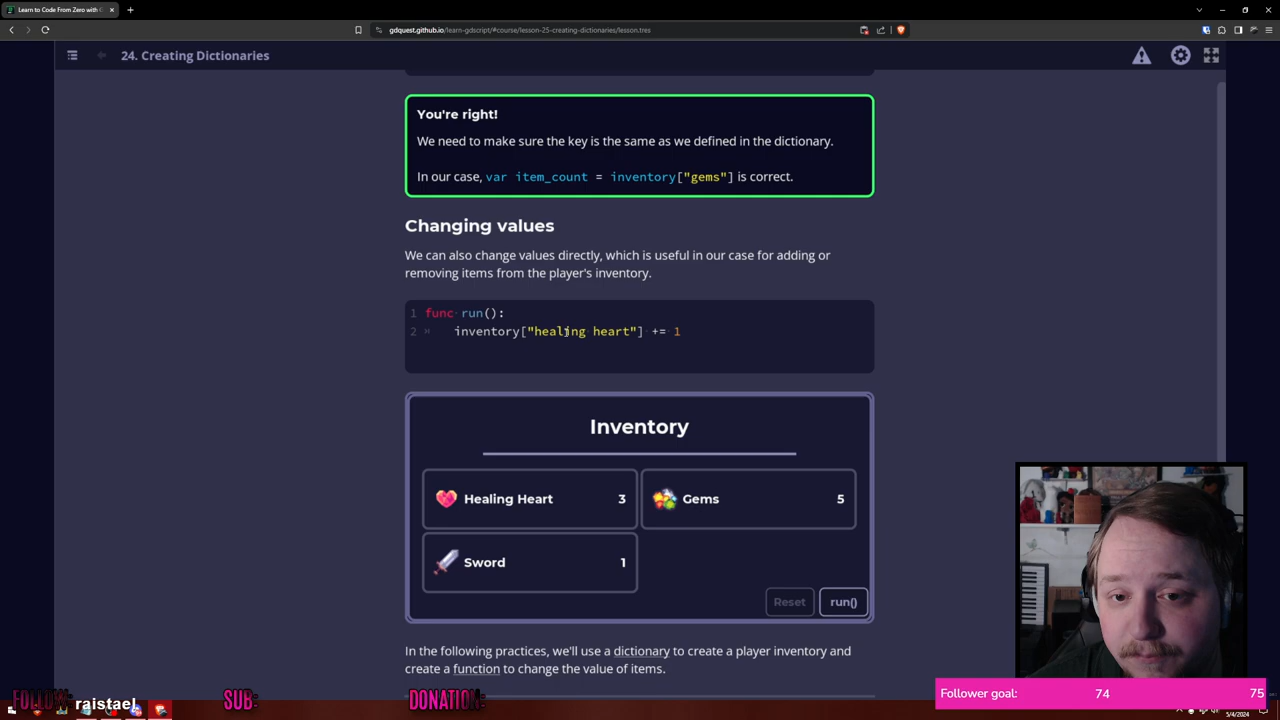 Learn to Code From Zero with
gdquest.github.io/learn-gdscript/#course/lesson-25-creating-dictionaries/lesson.tres
24. Creating Dictionaries
You're right!
We need to make sure the key is the same as we defined in the dictionary.
In our case, var item_count = inventory["gems"] is correct.
Changing values
We can also change values directly, which is useful in our case for adding or
removing items from the player's inventory.
1 func run():
2 inventory["healing heart"] += 1
Inventory
Healing Heart 3
Gems 5
Sword 1
Reset run()
In the following practices, we'll use a dictionary to create a player inventory and
create a function to change the value of items.
FOLLOW: raistael SUB: DONATION:
Follower goal: 74 75
5/4/2024